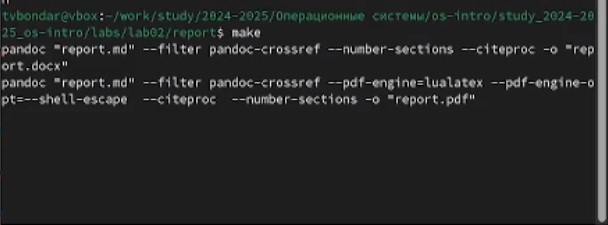 tvbondar@vbox:~/work/study/2024-2025/Операционные системы/os-intro/study_2024-20
25_os-intro/labs/lab02/report$ make
pandoc "report.md" --filter pandoc-crossref --number-sections --citeproc -o "rep
ort.docx"
pandoc "report.md" --filter pandoc-crossref --pdf-engine=lualatex --pdf-engine-o
pt=--shell-escape  --citeproc  --number-sections -o "report.pdf"